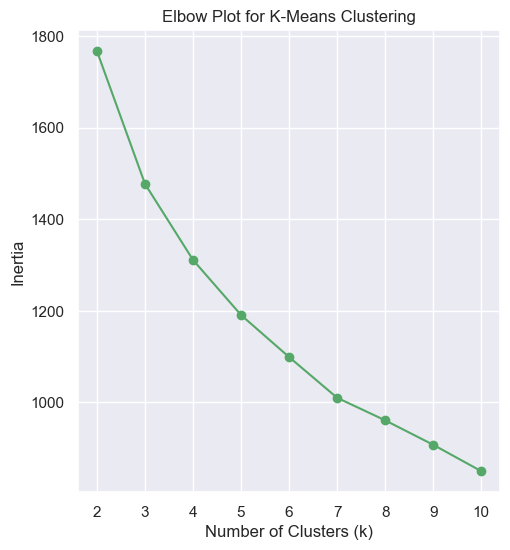 Elbow Plot for K-Means Clustering
1800
1600
1400
1200
1000
Inertia
2 3 4 5 6 7 8 9 10
Number of Clusters (k)